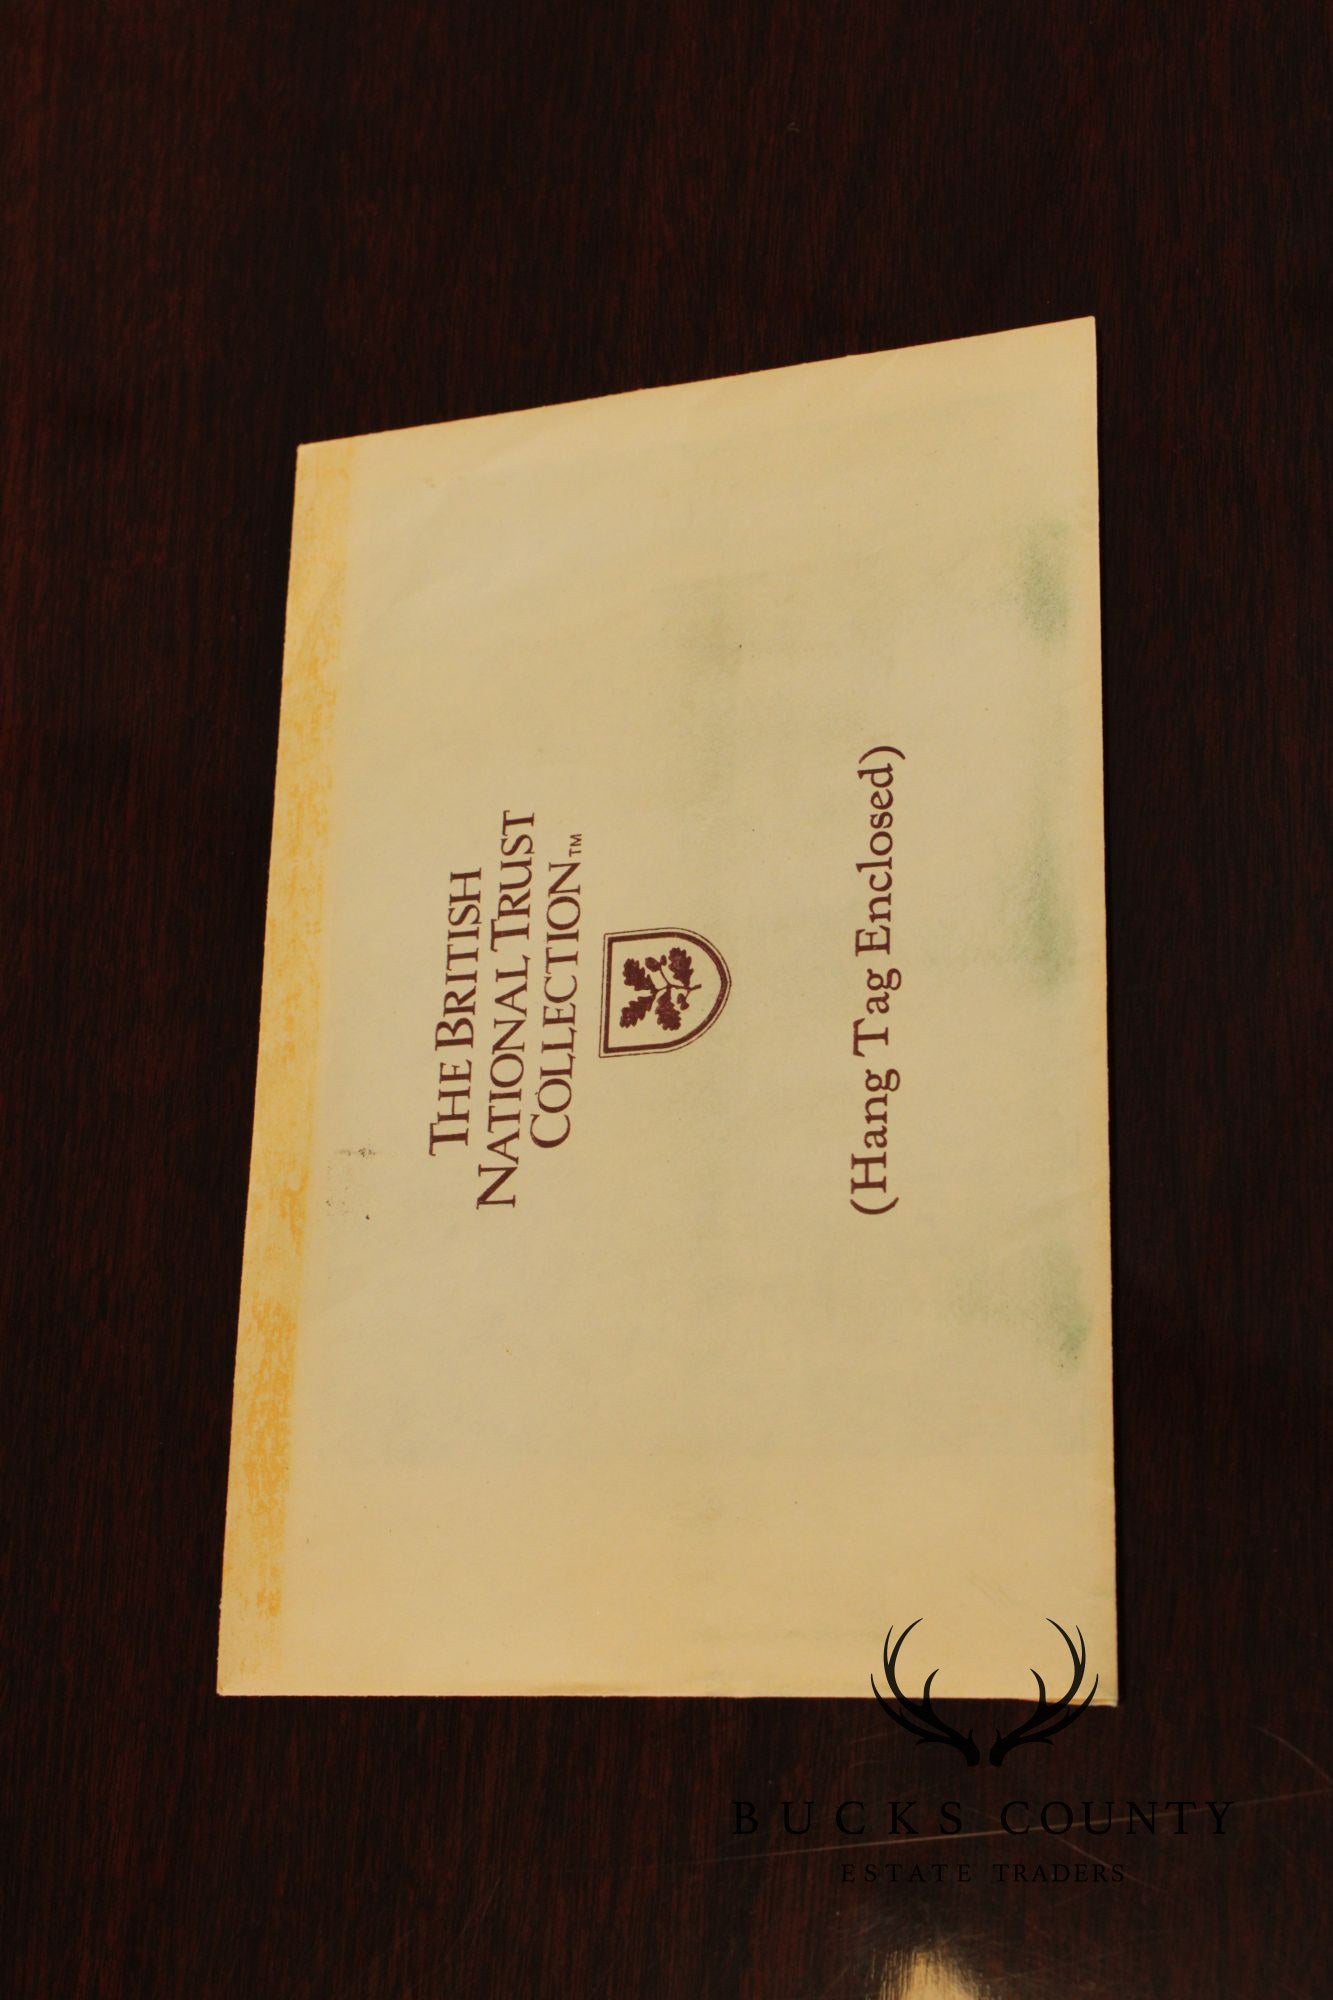 THE BRITISH
NATIONAL TRUST
COLLECTION™
(Hang Tag Enclosed)
BUCKS COUNTY
ESTATE TRADERS